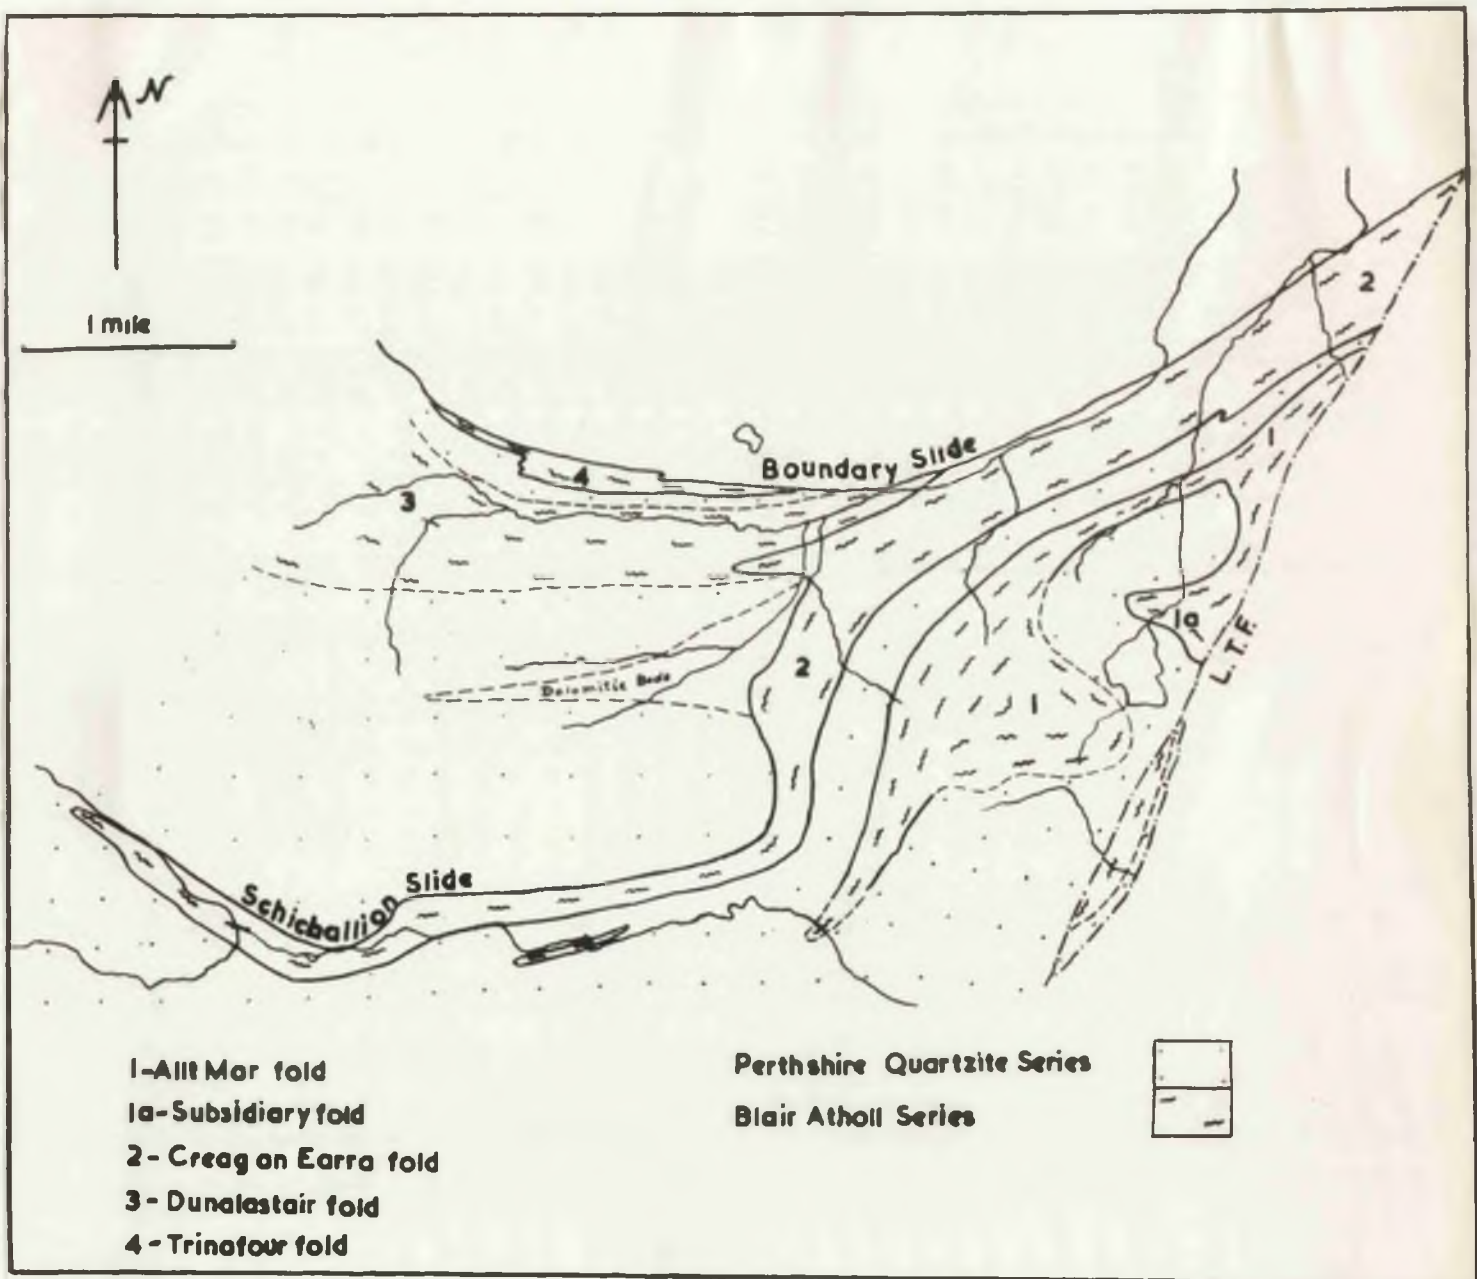 N
1 mile
2
1
Boundary Slide
4
3
1a
L.T.F.
2
Dolomitic Beds
1
Schicballion Slide
1-Allt Mor fold
1a-Subsidiary fold
2-Creag an Earra fold
3-Dunalastair fold
4-Trinafour fold
Perthshire Quartzite Series
Blair Atholl Series